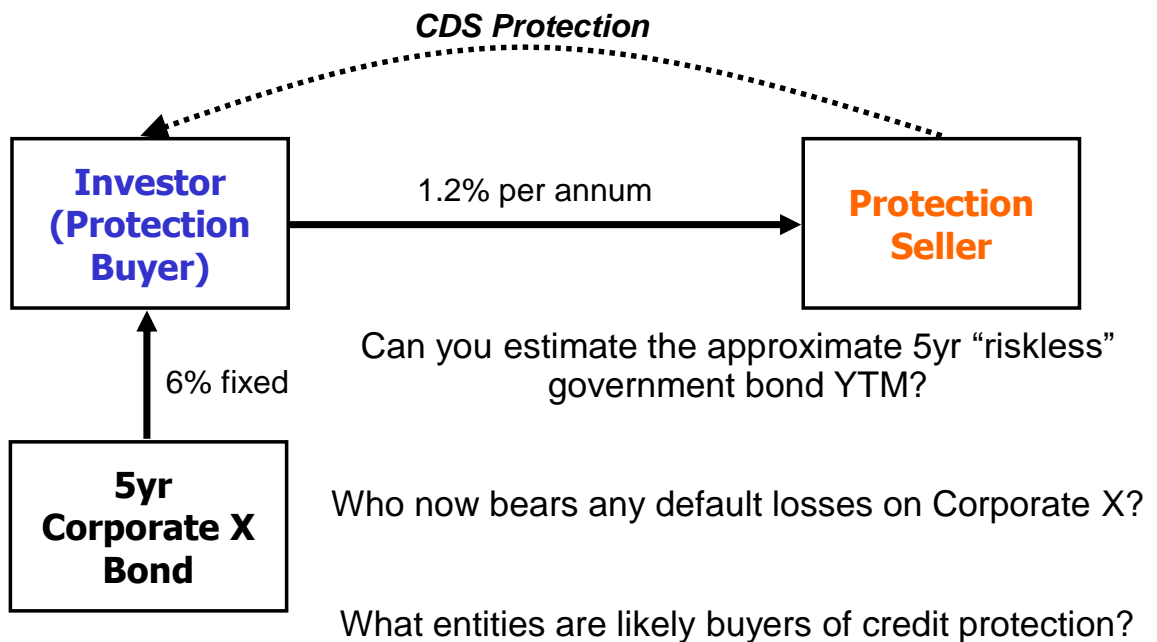 CDS Protection
Investor
(Protection
Buyer)
1.2% per annum
Protection
Seller
Can you estimate the approximate 5yr “riskless”
government bond YTM?
6% fixed
5yr
Corporate X
Bond
Who now bears any default losses on Corporate X?
What entities are likely buyers of credit protection?